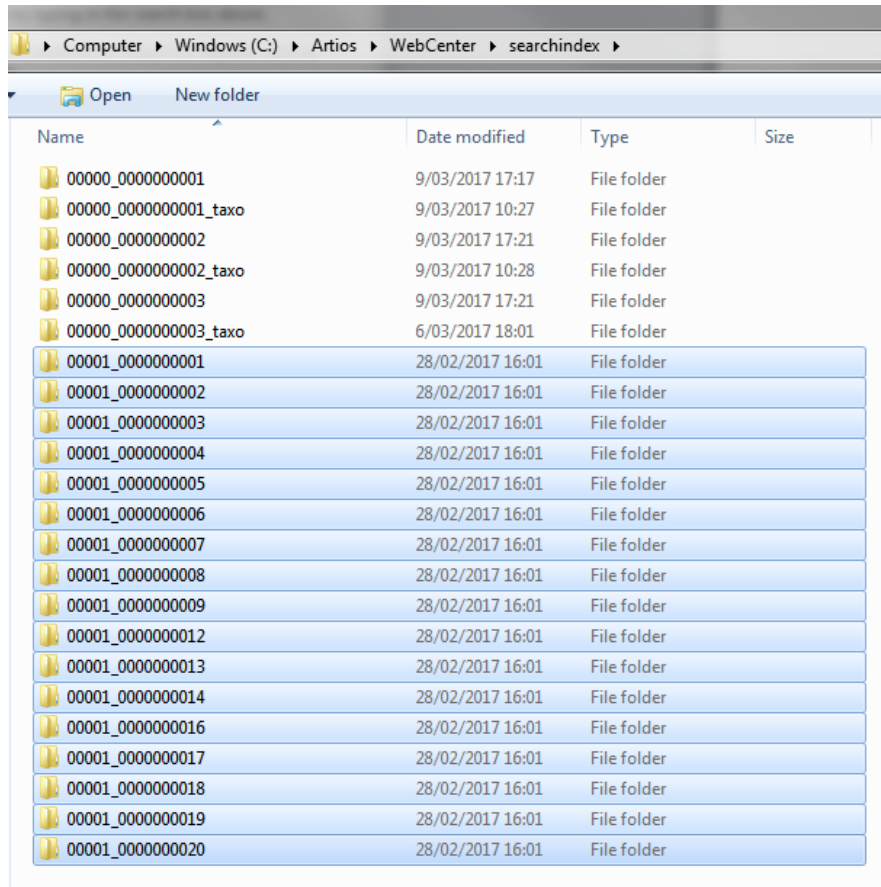 Computer Windows (C:) Artios WebCenter searchindex
Open New folder
Name Date modified Type Size
00000_0000000001 9/03/2017 17:17 File folder
00000_0000000001_taxo 9/03/2017 10:27 File folder
00000_0000000002 9/03/2017 17:21 File folder
00000_0000000002_taxo 9/03/2017 10:28 File folder
00000_0000000003 9/03/2017 17:21 File folder
00000_0000000003_taxo 6/03/2017 18:01 File folder
00001_0000000001 28/02/2017 16:01 File folder
00001_0000000002 28/02/2017 16:01 File folder
00001_0000000003 28/02/2017 16:01 File folder
00001_0000000004 28/02/2017 16:01 File folder
00001_0000000005 28/02/2017 16:01 File folder
00001_0000000006 28/02/2017 16:01 File folder
00001_0000000007 28/02/2017 16:01 File folder
00001_0000000008 28/02/2017 16:01 File folder
00001_0000000009 28/02/2017 16:01 File folder
00001_0000000012 28/02/2017 16:01 File folder
00001_0000000013 28/02/2017 16:01 File folder
00001_0000000014 28/02/2017 16:01 File folder
00001_0000000016 28/02/2017 16:01 File folder
00001_0000000017 28/02/2017 16:01 File folder
00001_0000000018 28/02/2017 16:01 File folder
00001_0000000019 28/02/2017 16:01 File folder
00001_0000000020 28/02/2017 16:01 File folder